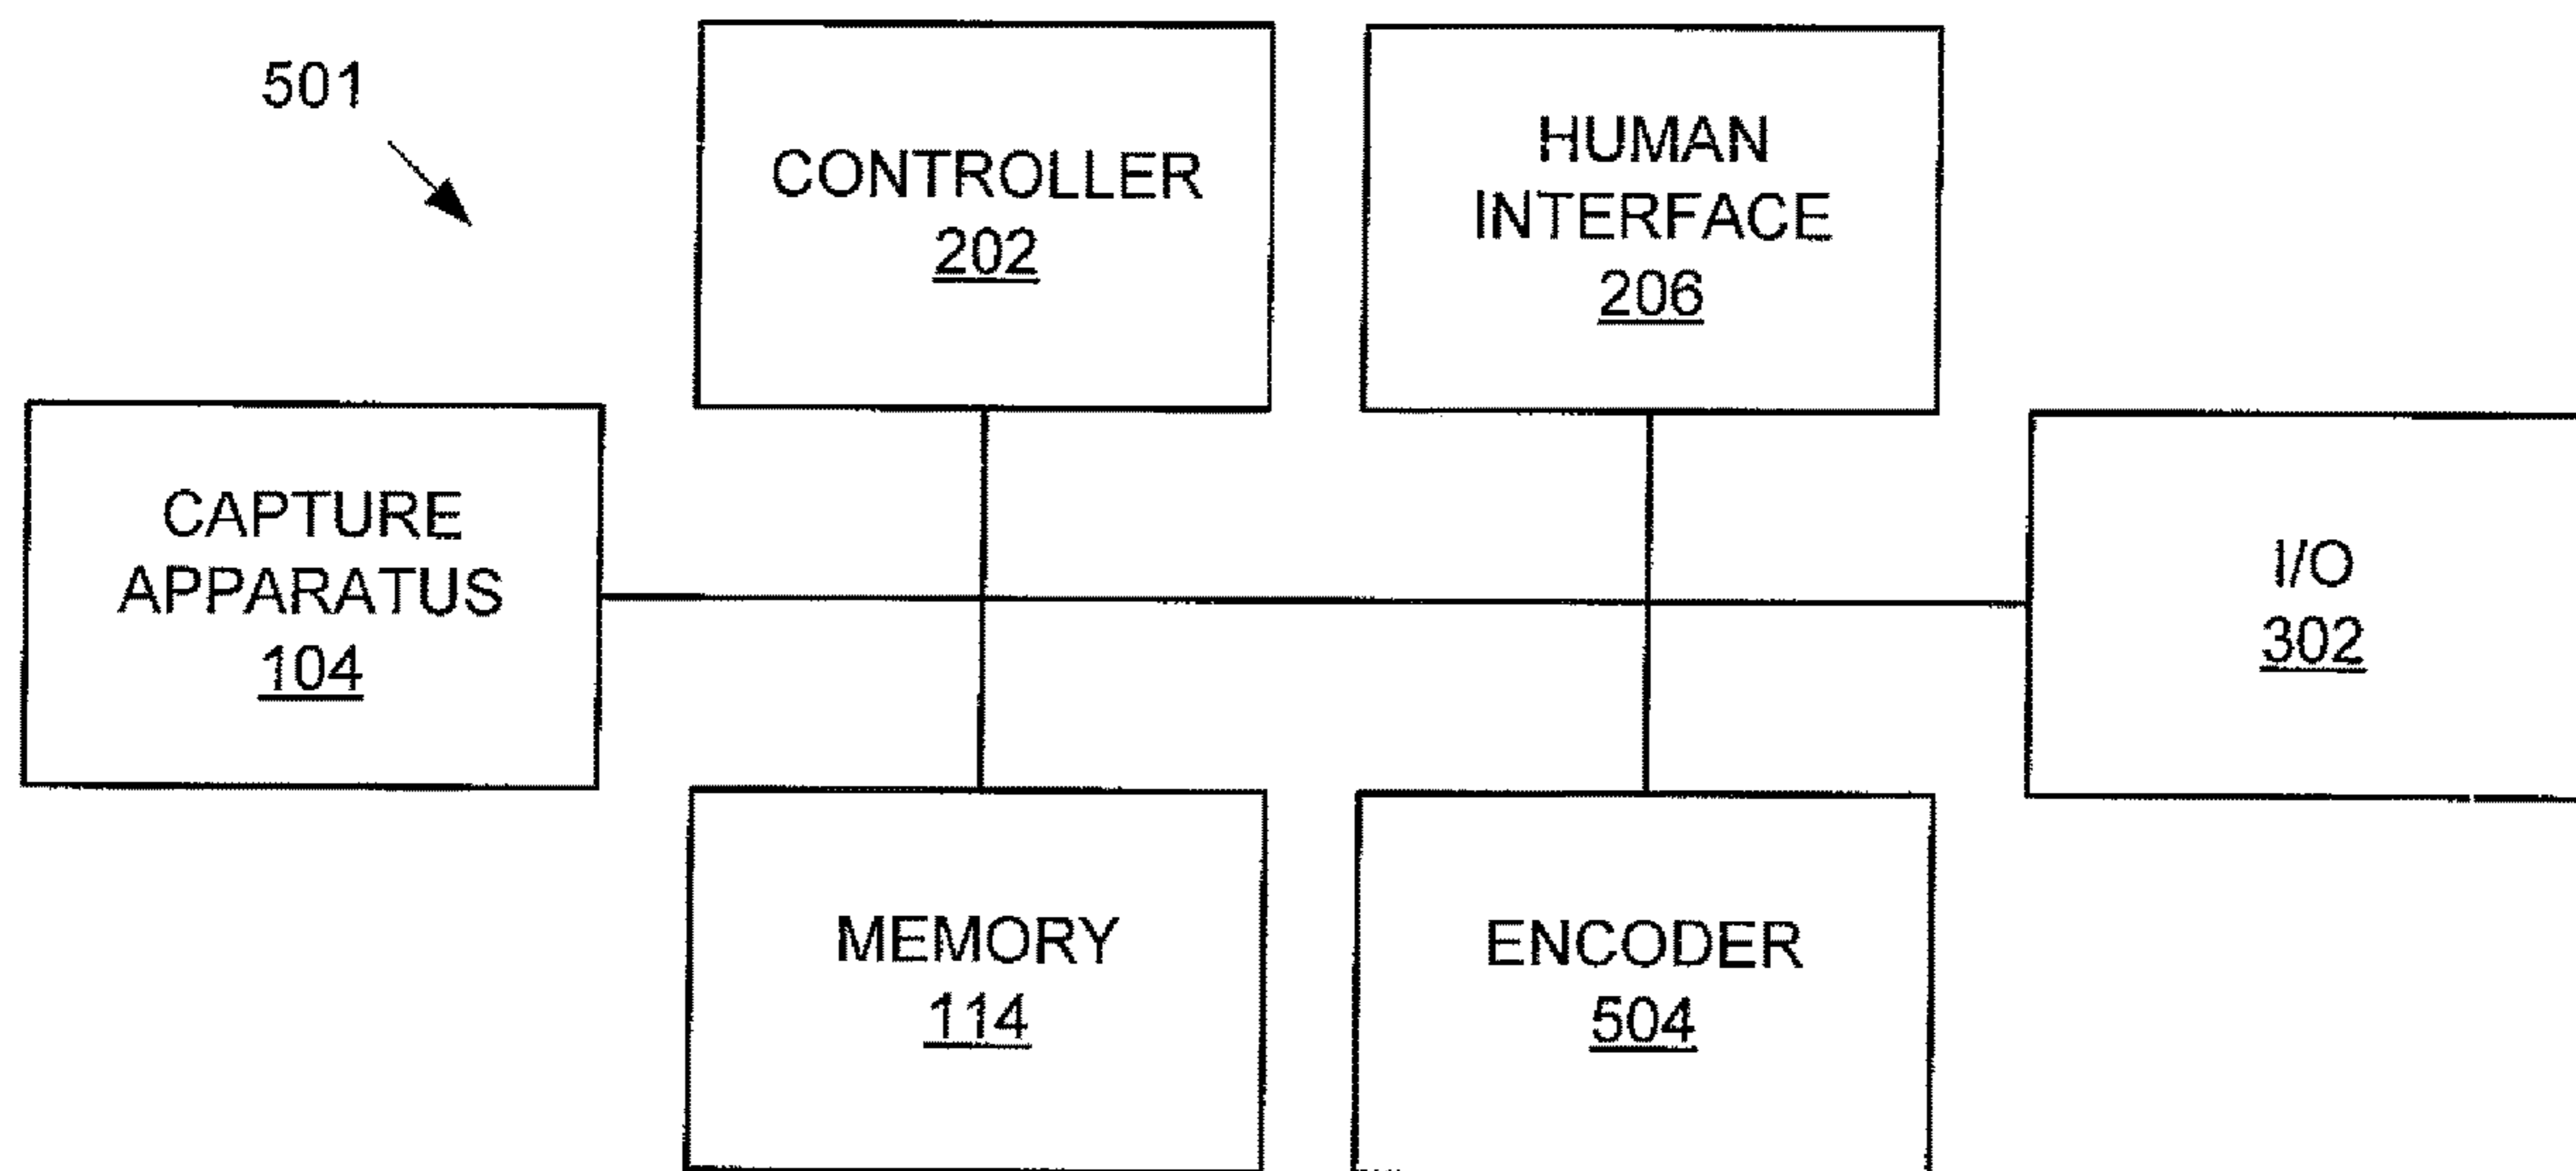 501
CONTROLLER
202
HUMAN
INTERFACE
206
CAPTURE
APPARATUS
104
I/O
302
MEMORY
114
ENCODER
504